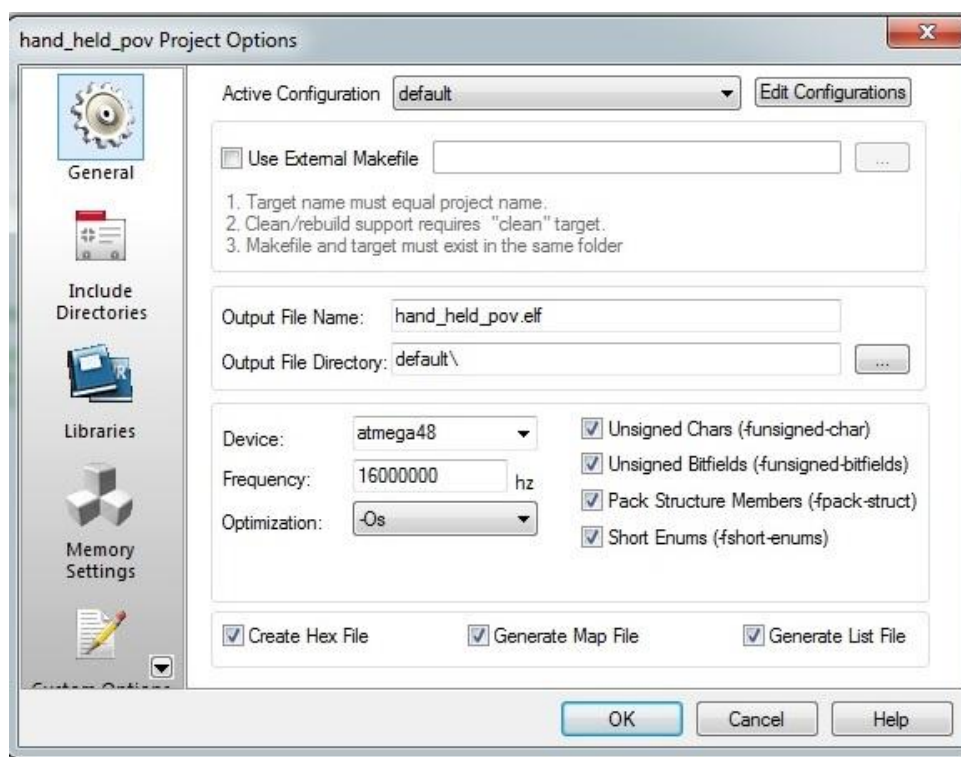 hand_held_pov Project Options
General
Include
Directories
Libraries
Memory
Settings
Custom Options
Active Configuration default Edit Configurations
Use External Makefile ...
1. Target name must equal project name.
2. Clean/rebuild support requires "clean" target.
3. Makefile and target must exist in the same folder
Output File Name: hand_held_pov.elf
Output File Directory: default\ ...
Device: atmega48
Frequency: 16000000 hz
Optimization: -Os
Unsigned Chars (-funsigned-char)
Unsigned Bitfields (-funsigned-bitfields)
Pack Structure Members (-fpack-struct)
Short Enums (-fshort-enums)
Create Hex File Generate Map File Generate List File
OK Cancel Help